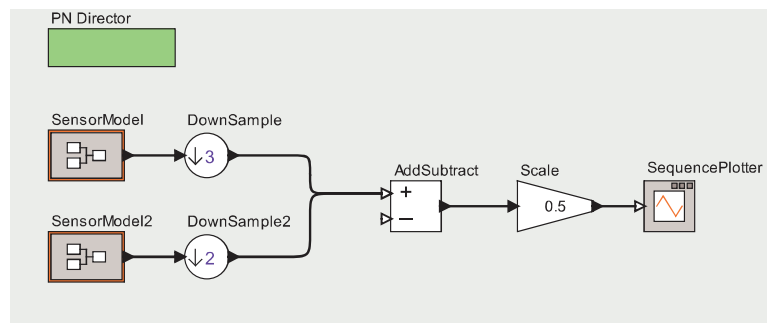 PN Director
SensorModel
DownSample
↓3
AddSubtract
Scale
SequencePlotter
+
−
0.5
SensorModel2
DownSample2
↓2